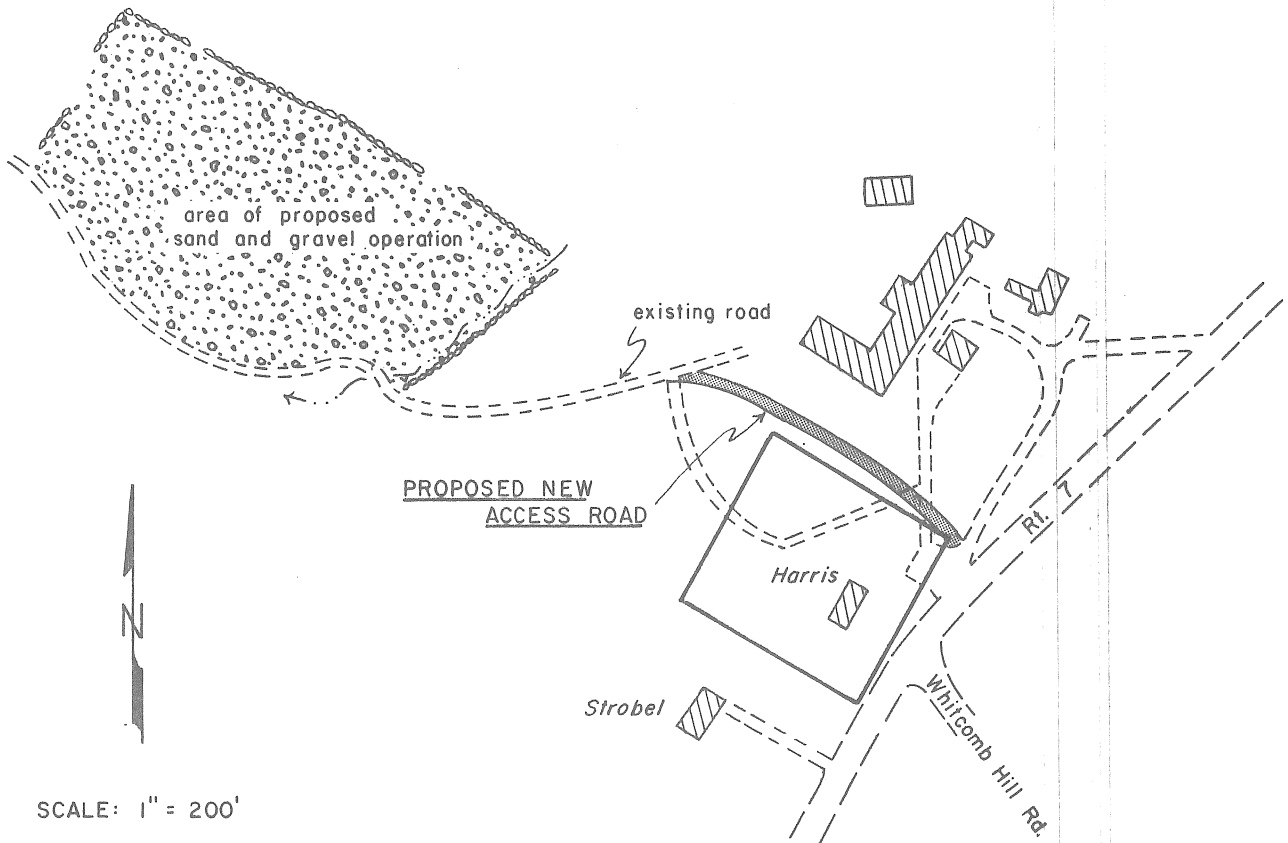 area of proposed
sand and gravel operation
existing road
PROPOSED NEW
ACCESS ROAD
Rt. 7
Harris
Strobel
Whitcomb Hill Rd.
N
SCALE: 1" = 200'